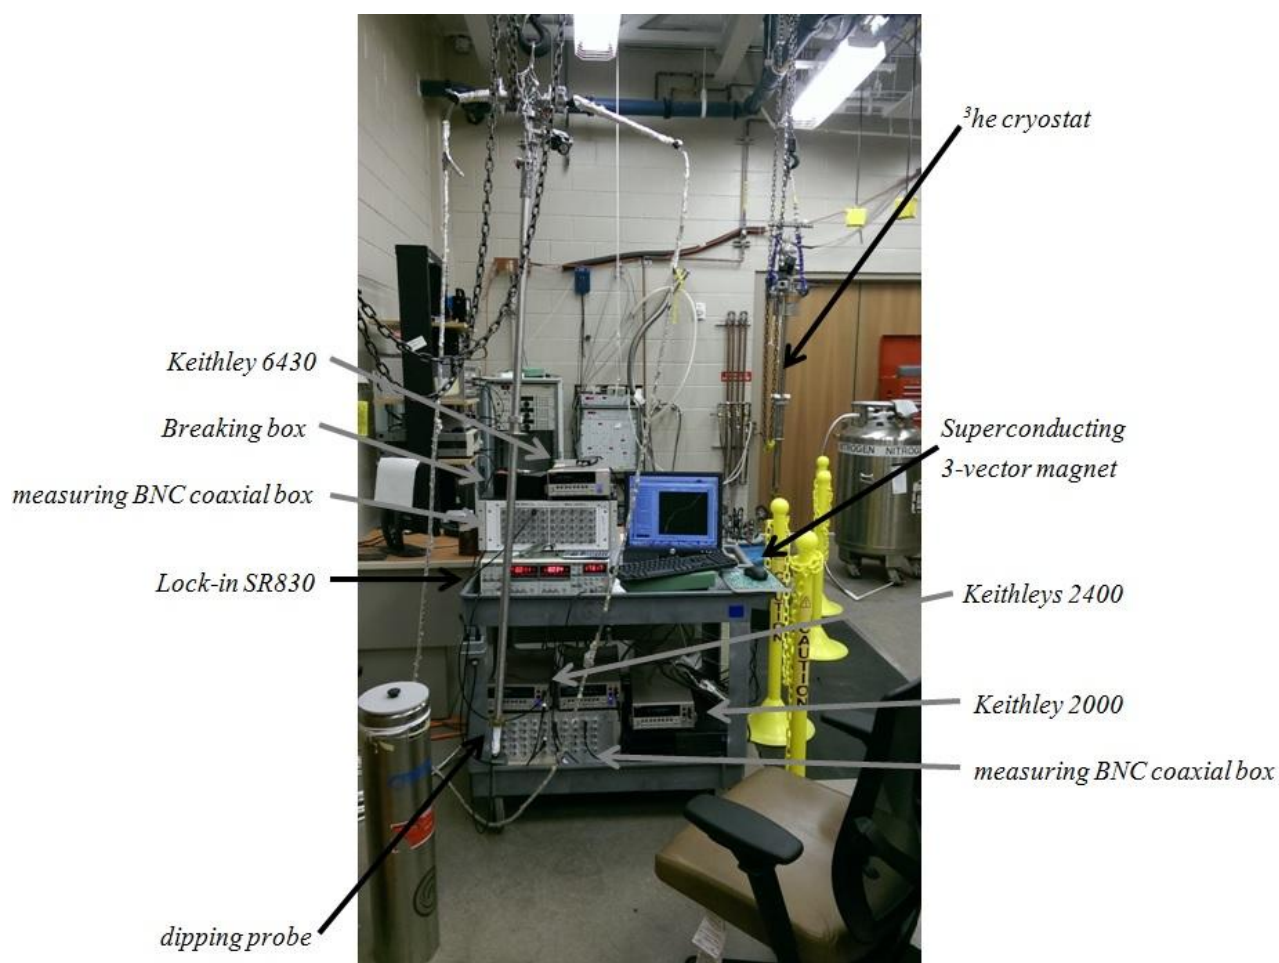 ³he cryostat
Keithley 6430
Breaking box
measuring BNC coaxial box
Lock-in SR830
dipping probe
Superconducting
3-vector magnet
Keithleys 2400
Keithley 2000
measuring BNC coaxial box
NITROGEN
CAUTION